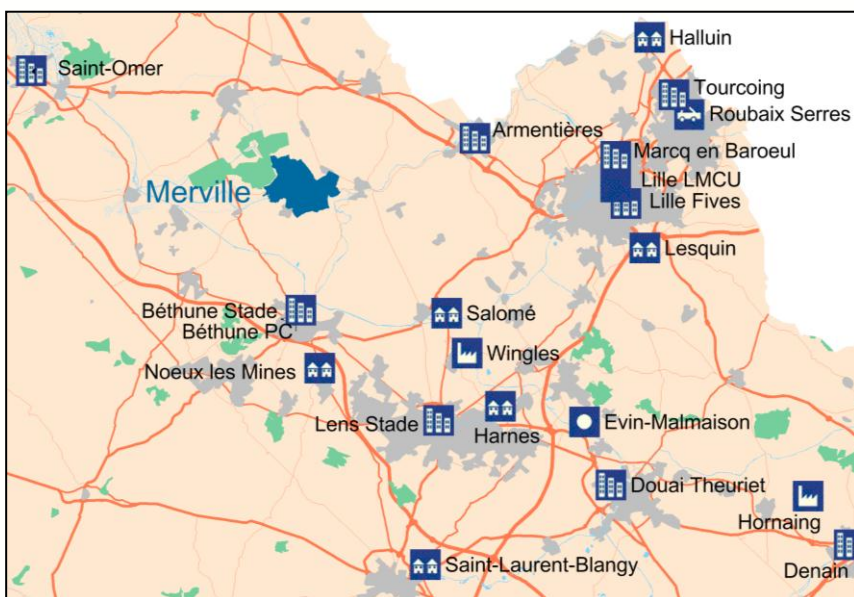 Halluin
Saint-Omer
Tourcoing
Roubaix Serres
Armentières
Marcq en Baroeul
Lille LMCU
Merville
Lille Fives
Lesquin
Béthune Stade
Salomé
Béthune PC
Wingles
Noeux les Mines
Lens Stade
Harnes
Evin-Malmaison
Douai Theuriet
Hornaing
Saint-Laurent-Blangy
Denain